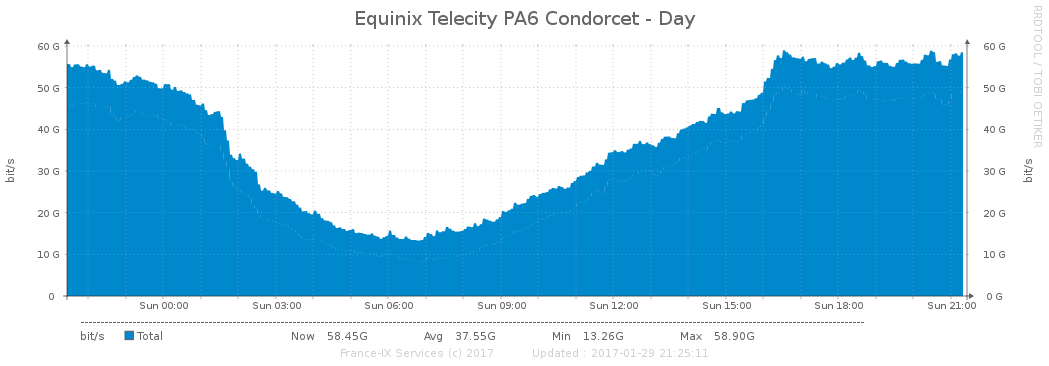 Equinix Telecity PA6 Condorcet - Day
RRDTOOL / TOBI OETIKER
bit/s
60 G
50 G
40 G
30 G
20 G
10 G
0
60 G
50 G
40 G
30 G
20 G
10 G
0 G
bit/s
Sun 00:00 Sun 03:00 Sun 06:00 Sun 09:00 Sun 12:00 Sun 15:00 Sun 18:00 Sun 21:00
bit/s Total Now 58.45G Avg 37.55G Min 13.26G Max 58.90G
France-IX Services (c) 2017 Updated : 2017-01-29 21:25:11